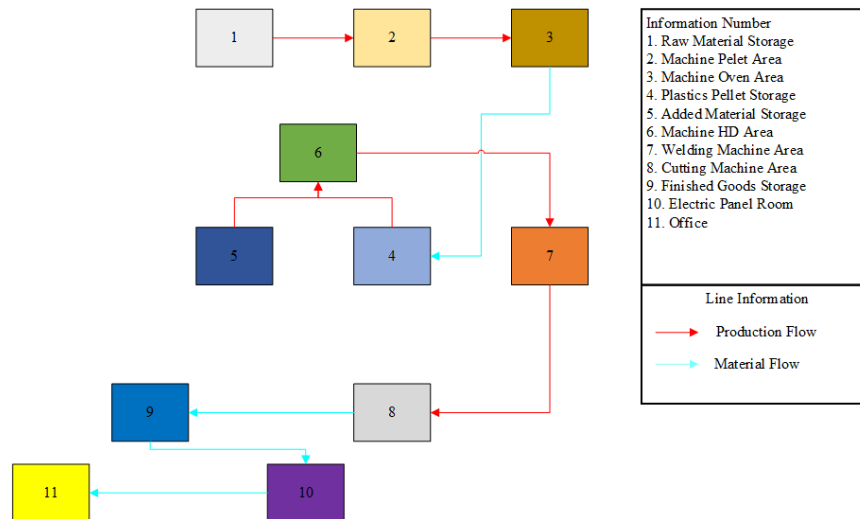 1
2
3
6
5
4
7
9
8
11
10
Information Number
1. Raw Material Storage
2. Machine Pelet Area
3. Machine Oven Area
4. Plastics Pellet Storage
5. Added Material Storage
6. Machine HD Area
7. Welding Machine Area
8. Cutting Machine Area
9. Finished Goods Storage
10. Electric Panel Room
11. Office
Line Information
Production Flow
Material Flow